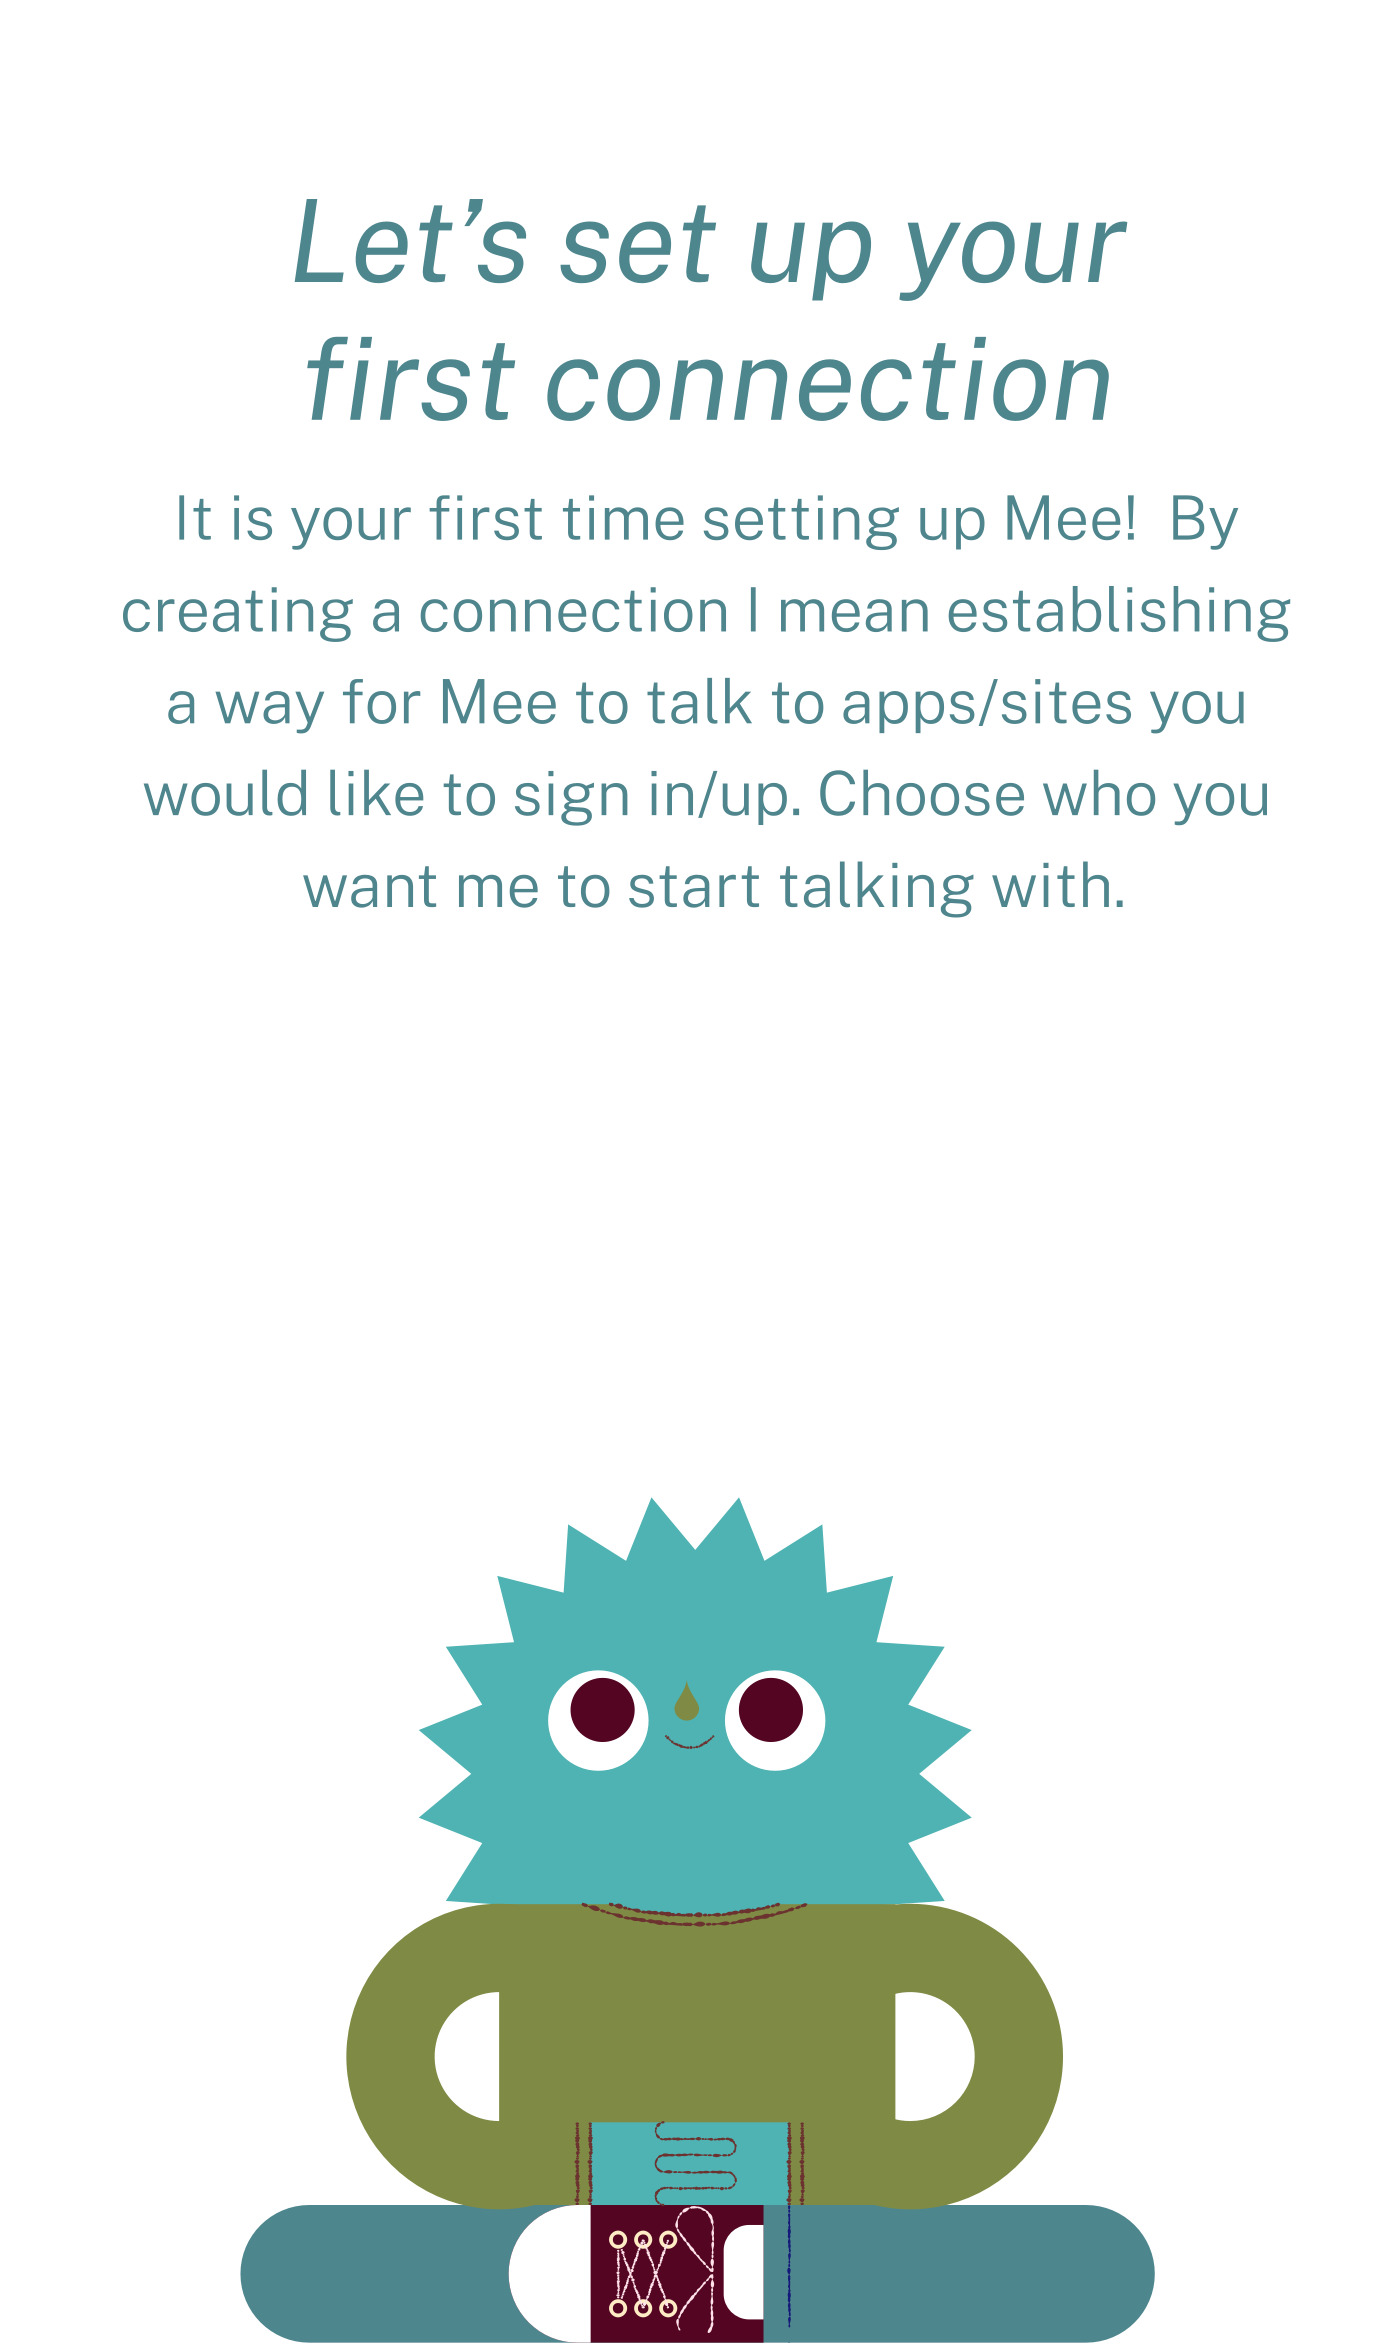 Let’s set up your
first connection
It is your first time setting up Mee!  By
creating a connection I mean establishing
a way for Mee to talk to apps/sites you
would like to sign in/up. Choose who you
want me to start talking with.